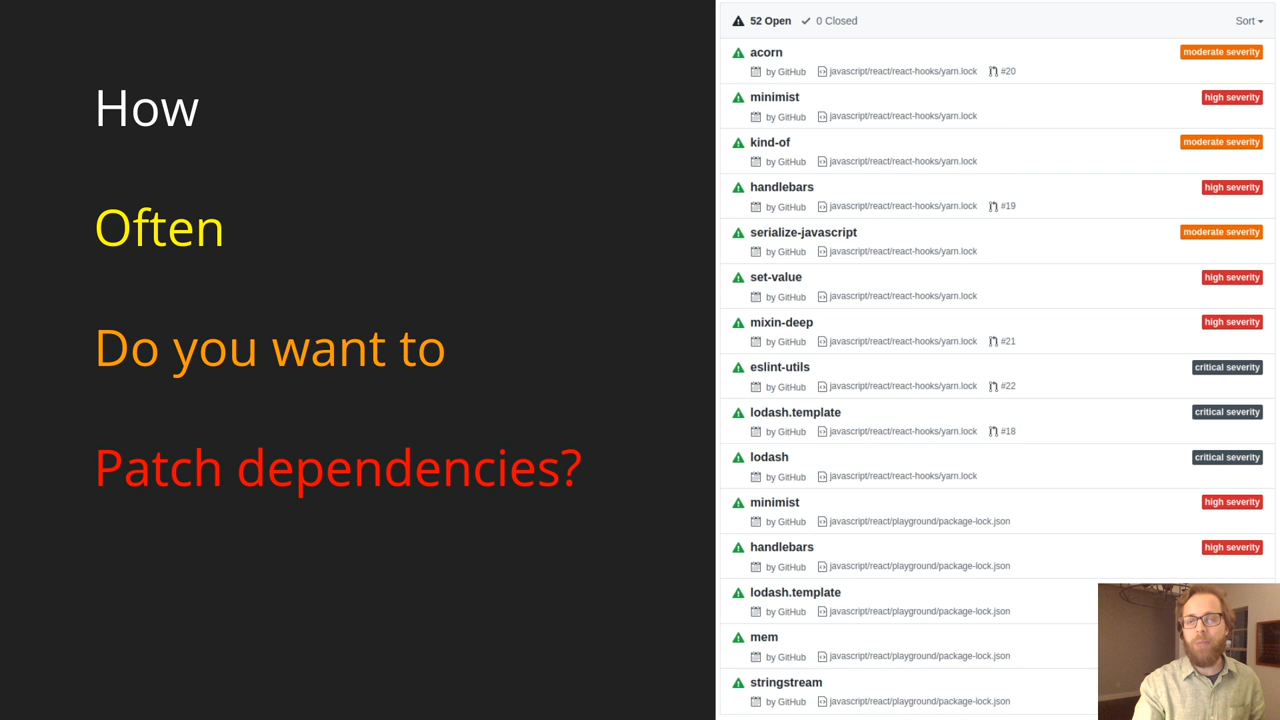 How
Often
Do you want to
Patch dependencies?
52 Open 0 Closed Sort
acorn moderate severity
by GitHub javascript/react/react-hooks/yarn.lock #20
minimist high severity
by GitHub javascript/react/react-hooks/yarn.lock
kind-of moderate severity
by GitHub javascript/react/react-hooks/yarn.lock
handlebars high severity
by GitHub javascript/react/react-hooks/yarn.lock #19
serialize-javascript moderate severity
by GitHub javascript/react/react-hooks/yarn.lock
set-value high severity
by GitHub javascript/react/react-hooks/yarn.lock
mixin-deep high severity
by GitHub javascript/react/react-hooks/yarn.lock #21
eslint-utils critical severity
by GitHub javascript/react/react-hooks/yarn.lock #22
lodash.template critical severity
by GitHub javascript/react/react-hooks/yarn.lock #18
lodash critical severity
by GitHub javascript/react/react-hooks/yarn.lock
minimist high severity
by GitHub javascript/react/playground/package-lock.json
handlebars high severity
by GitHub javascript/react/playground/package-lock.json
lodash.template
by GitHub javascript/react/playground/package-lock.json
mem
by GitHub javascript/react/playground/package-lock.json
stringstream
by GitHub javascript/react/playground/package-lock.json